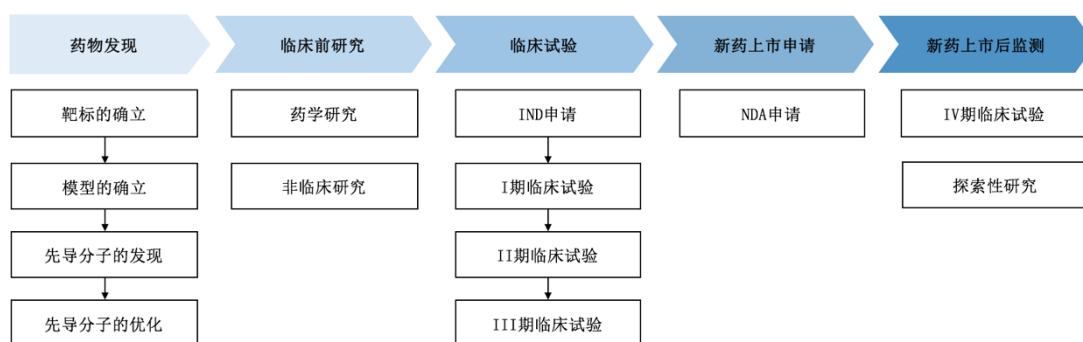 药物发现
临床前研究
临床试验
新药上市申请
新药上市后监测
靶标的确立
模型的确立
先导分子的发现
先导分子的优化
药学研究
非临床研究
IND申请
I期临床试验
II期临床试验
III期临床试验
NDA申请
IV期临床试验
探索性研究